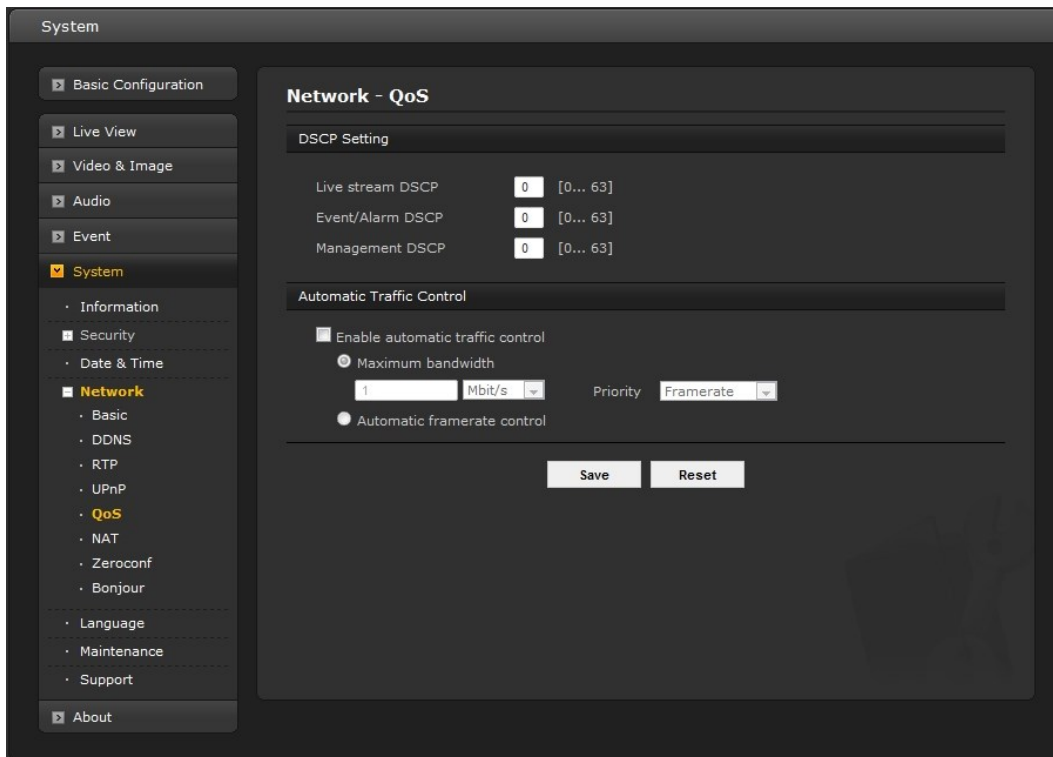 System
Basic Configuration
Live View
Video & Image
Audio
Event
System
· Information
Security
· Date & Time
Network
· Basic
· DDNS
· RTP
· UPnP
· QoS
· NAT
· Zeroconf
· Bonjour
· Language
· Maintenance
· Support
About
Network - QoS
DSCP Setting
Live stream DSCP 0 [0... 63]
Event/Alarm DSCP 0 [0... 63]
Management DSCP 0 [0... 63]
Automatic Traffic Control
Enable automatic traffic control
Maximum bandwidth
1 Mbit/s Priority Framerate
Automatic framerate control
Save Reset